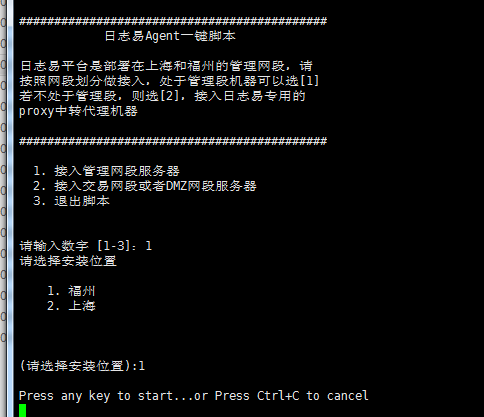 ############################################
日志易Agent一键脚本
日志易平台是部署在上海和福州的管理网段, 请
按照网段划分做接入, 处于管理段机器可以选[1]
若不处于管理段, 则选[2], 接入日志易专用的
proxy中转代理机器
############################################
1. 接入管理网段服务器
2. 接入交易网段或者DMZ网段服务器
3. 退出脚本
请输入数字 [1-3]: 1
请选择安装位置
1. 福州
2. 上海
(请选择安装位置):1
Press any key to start...or Press Ctrl+C to cancel